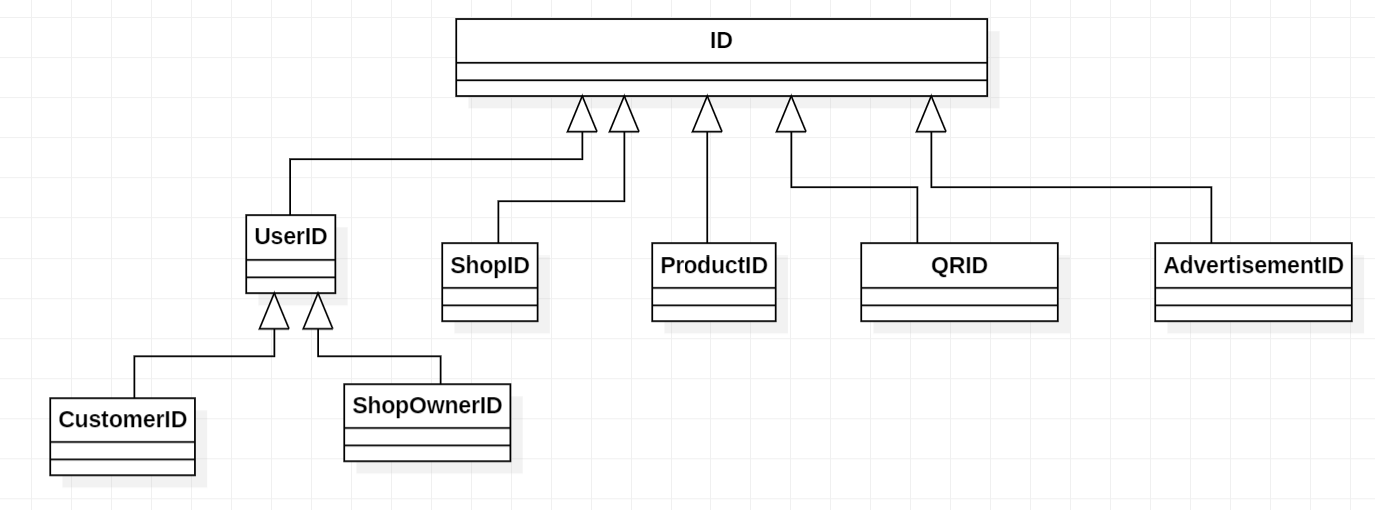 ID
UserID
ShopID
ProductID
QRID
AdvertisementID
CustomerID
ShopOwnerID